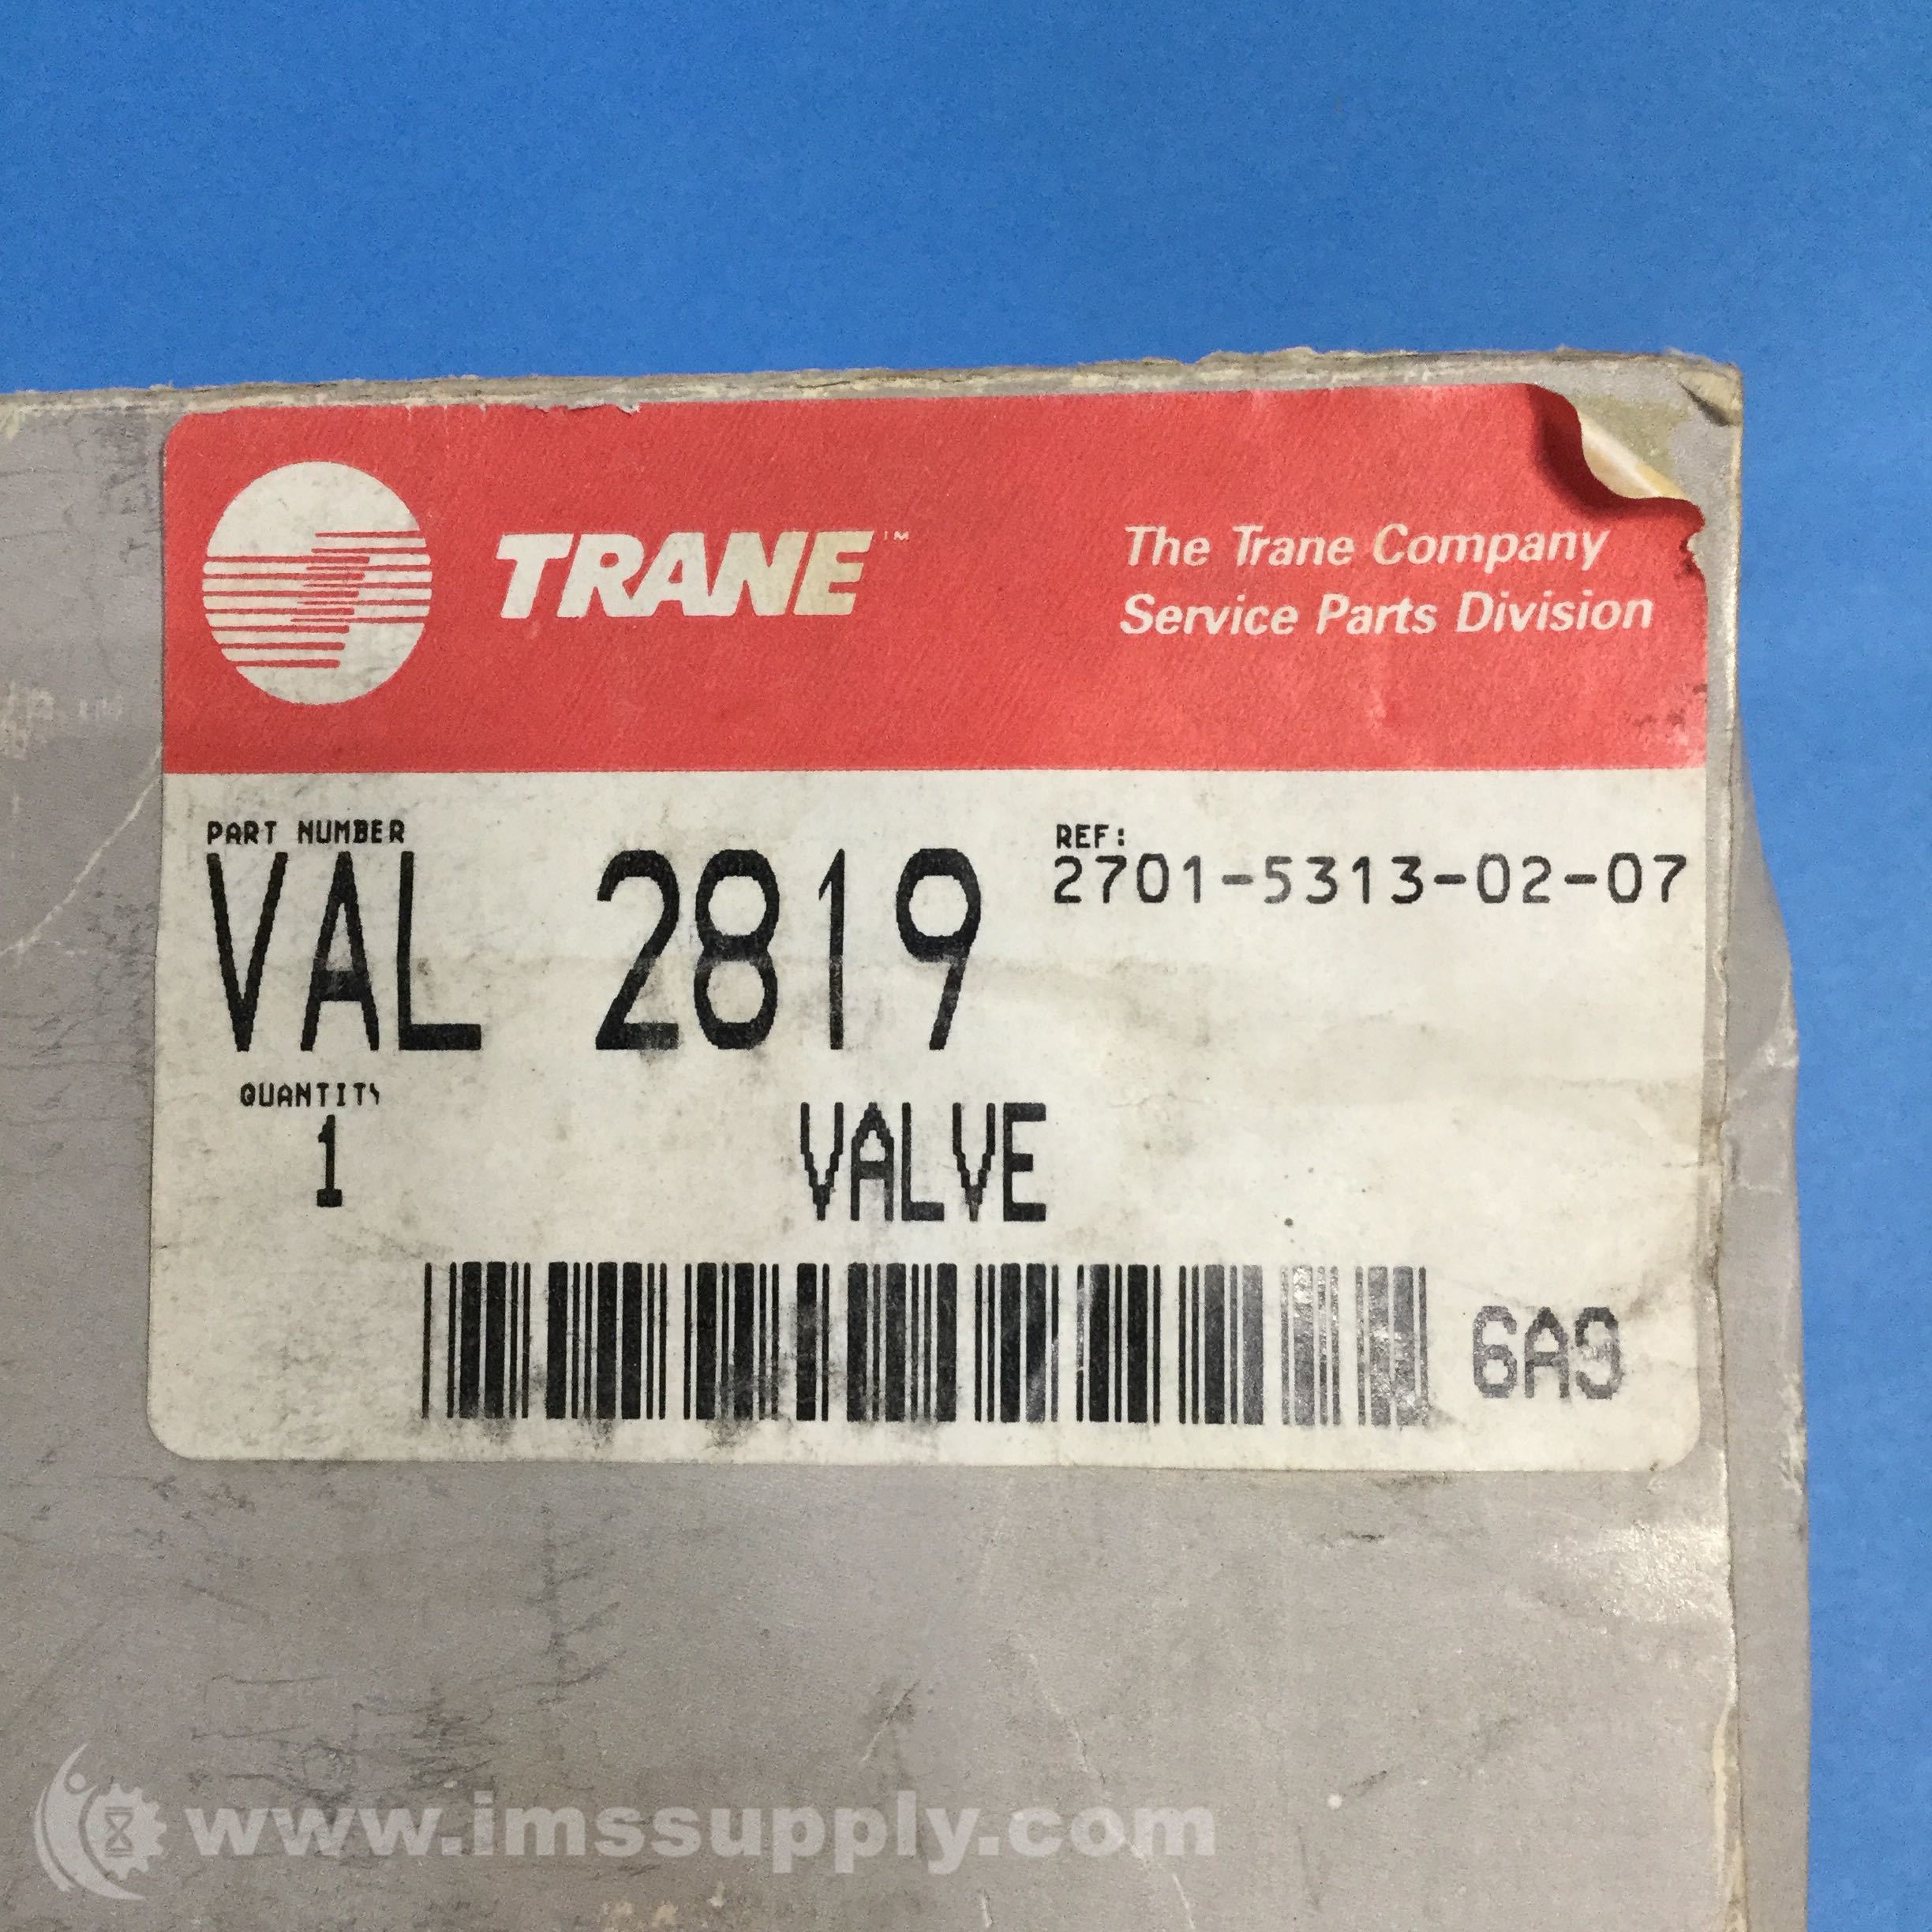 TRANE™
The Trane Company
Service Parts Division
PART NUMBER
VAL 2819
REF:
2701-5313-02-07
QUANTITY
1
VALVE
6A9
www.imssupply.com